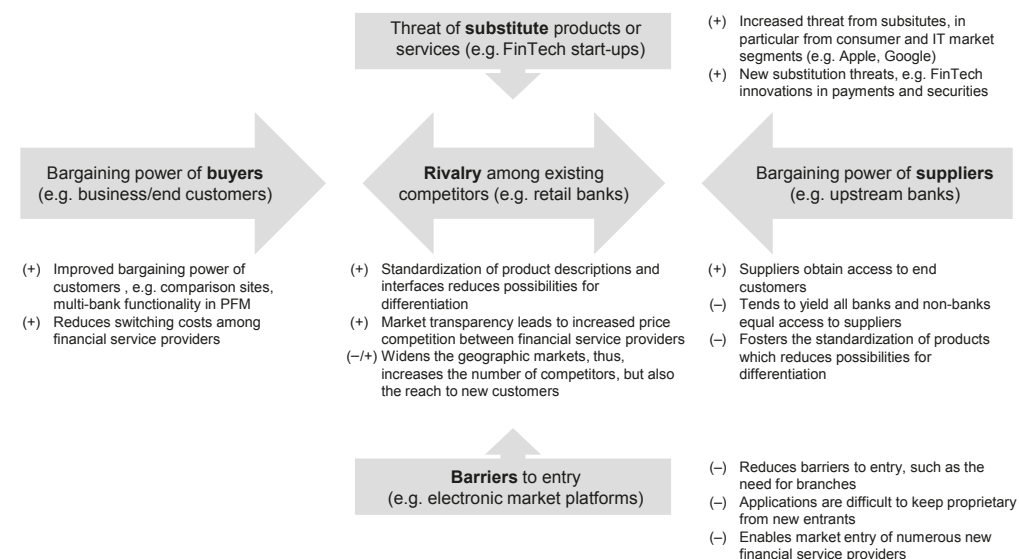 Threat of substitute products or
services (e.g. FinTech start-ups)
(+) Increased threat from subsitutes, in
particular from consumer and IT market
segments (e.g. Apple, Google)
(+) New substitution threats, e.g. FinTech
innovations in payments and securities
Bargaining power of buyers
(e.g. business/end customers)
Rivalry among existing
competitors (e.g. retail banks)
Bargaining power of suppliers
(e.g. upstream banks)
(+) Improved bargaining power of
customers , e.g. comparison sites,
multi-bank functionality in PFM
(+) Reduces switching costs among
financial service providers
(+) Standardization of product descriptions and
interfaces reduces possibilities for
differentiation
(+) Market transparency leads to increased price
competition between financial service providers
(–/+) Widens the geographic markets, thus,
increases the number of competitors, but also
the reach to new customers
(+) Suppliers obtain access to end
customers
(–) Tends to yield all banks and non-banks
equal access to suppliers
(–) Fosters the standardization of products
which reduces possibilities for
differentiation
Barriers to entry
(e.g. electronic market platforms)
(–) Reduces barriers to entry, such as the
need for branches
(–) Applications are difficult to keep proprietary
from new entrants
(–) Enables market entry of numerous new
financial service providers